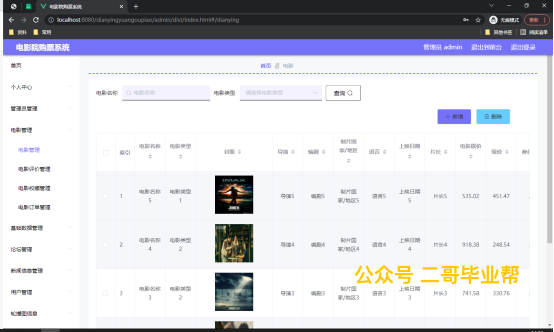 电影院购票系统
localhost:8080/dianyingyuangoupiao/admin/dist/index.html#/dianying
无痕模式
资料
常用
其他书签
阅读清单
电影院购票系统
管理员 admin
退出到前台
退出登录
首页
首页 电影
个人中心
电影名称 电影名称 电影类型 请选择电影类型 查询
管理员管理
+ 新增 删除
电影管理
电影管理
电影评价管理
电影收藏管理
电影订单管理
基础数据管理
论坛管理
新闻信息管理
用户管理
轮播图信息
索引 电影名称 电影类型 封面 导演 编剧 制片国家/地区 语言 上映日期 片长 电影原价 现价
1 电影名称5 电影类型1 导演5 编剧5 制片国家/地区5 语言5 上映日期5 片长5 535.02 451.47
2 电影名称4 电影类型2 导演4 编剧4 制片国家/地区4 语言4 上映日期4 片长4 918.38 248.54
3 电影名称3 电影类型1 导演3 编剧3 制片国家/地区3 语言3 上映日期3 片长3 741.58 330.76
公众号 二哥毕业帮